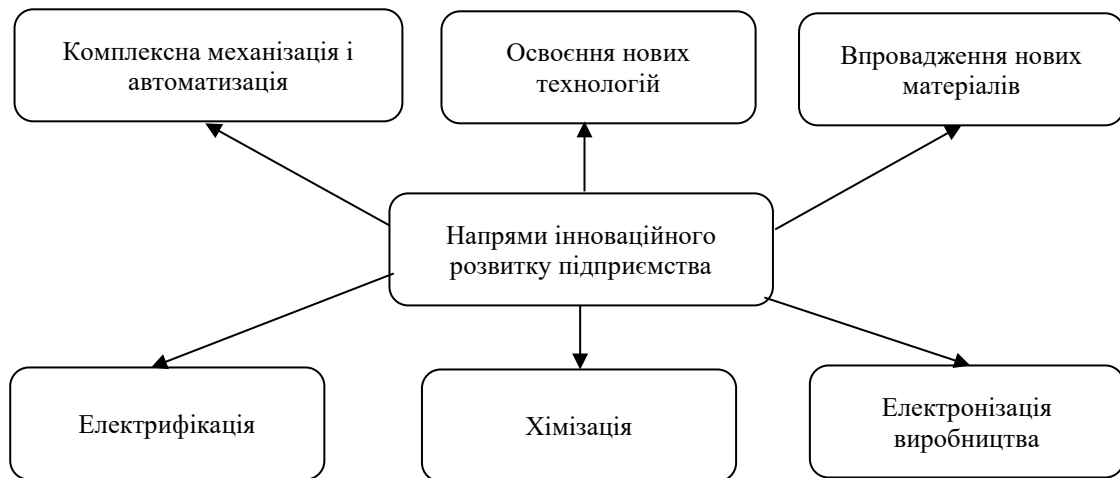 Комплексна механізація і
автоматизація
Освоєння нових
технологій
Впровадження нових
матеріалів
Напрями інноваційного
розвитку підприємства
Електрифікація
Хімізація
Електронізація
виробництва